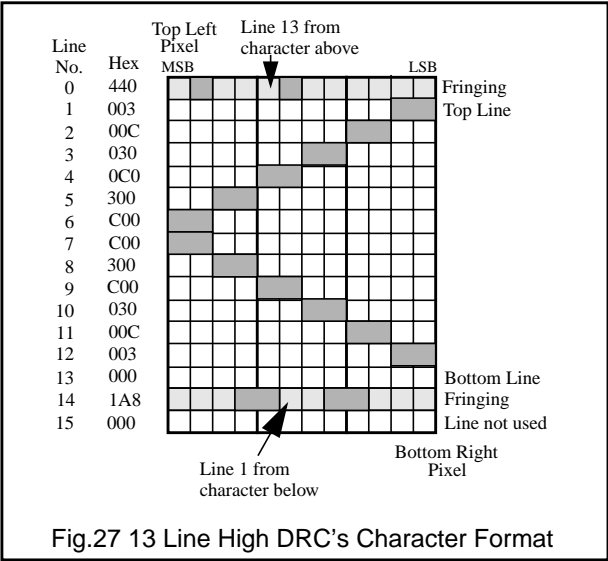 Top Left Pixel
Line 13 from character above
Line No.
Hex
MSB
LSB
0 440 Fringing
1 003 Top Line
2 00C
3 030
4 0C0
5 300
6 C00
7 C00
8 300
9 C00
10 030
11 00C
12 003
13 000 Bottom Line
14 1A8 Fringing
15 000 Line not used
Line 1 from character below
Bottom Right Pixel
Fig.27 13 Line High DRC's Character Format